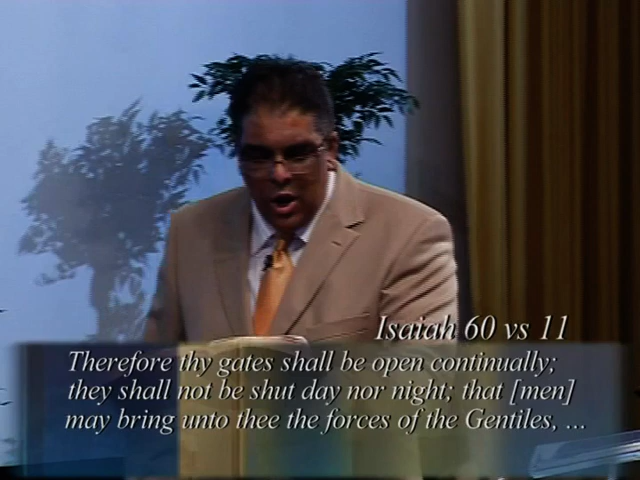 Isaiah 60 vs 11
Therefore thy gates shall be open continually;
they shall not be shut day nor night; that [men]
may bring unto thee the forces of the Gentiles, ...